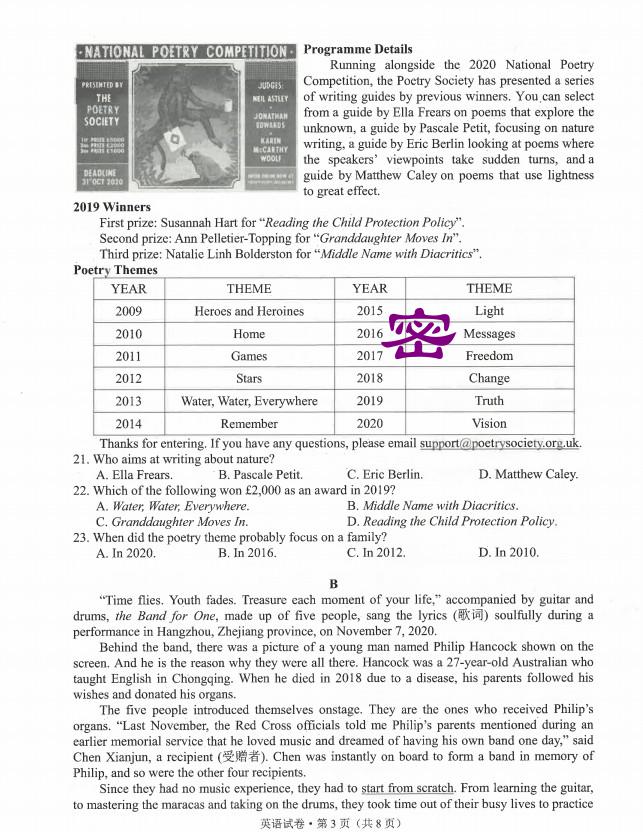 NATIONAL POETRY COMPETITION
PRESENTED BY
THE
POETRY
SOCIETY
1ST PRIZE £5000
2ND PRIZE £2000
3RD PRIZE £1000
DEADLINE
31ST OCT 2020
JUDGES:
NEIL ASTLEY
JONATHAN
EDWARDS
KAREN
McCARTHY
WOOLF
Programme Details
Running alongside the 2020 National Poetry
Competition, the Poetry Society has presented a series
of writing guides by previous winners. You can select
from a guide by Ella Frears on poems that explore the
unknown, a guide by Pascale Petit, focusing on nature
writing, a guide by Eric Berlin looking at poems where
the speakers' viewpoints take sudden turns, and a
guide by Matthew Caley on poems that use lightness
to great effect.
2019 Winners
First prize: Susannah Hart for “Reading the Child Protection Policy”.
Second prize: Ann Pelletier-Topping for “Granddaughter Moves In”.
Third prize: Natalie Linh Bolderston for “Middle Name with Diacritics”.
Poetry Themes
YEAR THEME YEAR THEME
2009 Heroes and Heroines 2015 Light
2010 Home 2016 Messages
2011 Games 2017 Freedom
2012 Stars 2018 Change
2013 Water, Water, Everywhere 2019 Truth
2014 Remember 2020 Vision
密
Thanks for entering. If you have any questions, please email support@poetrysociety.org.uk.
21. Who aims at writing about nature?
A. Ella Frears. B. Pascale Petit. C. Eric Berlin. D. Matthew Caley.
22. Which of the following won £2,000 as an award in 2019?
A. Water, Water, Everywhere. B. Middle Name with Diacritics.
C. Granddaughter Moves In. D. Reading the Child Protection Policy.
23. When did the poetry theme probably focus on a family?
A. In 2020. B. In 2016. C. In 2012. D. In 2010.
B
“Time flies. Youth fades. Treasure each moment of your life,” accompanied by guitar and
drums, the Band for One, made up of five people, sang the lyrics (歌词) soulfully during a
performance in Hangzhou, Zhejiang province, on November 7, 2020.
Behind the band, there was a picture of a young man named Philip Hancock shown on the
screen. And he is the reason why they were all there. Hancock was a 27-year-old Australian who
taught English in Chongqing. When he died in 2018 due to a disease, his parents followed his
wishes and donated his organs.
The five people introduced themselves onstage. They are the ones who received Philip's
organs. “Last November, the Red Cross officials told me Philip's parents mentioned during an
earlier memorial service that he loved music and dreamed of having his own band one day,” said
Chen Xianjun, a recipient (受赠者). Chen was instantly on board to form a band in memory of
Philip, and so were the other four recipients.
Since they had no music experience, they had to start from scratch. From learning the guitar,
to mastering the maracas and taking on the drums, they took time out of their busy lives to practice
英语试卷·第 3 页（共 8 页）